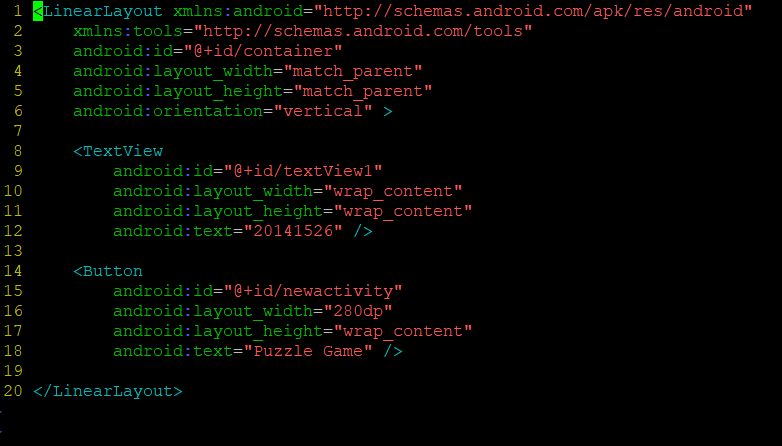 1 <LinearLayout xmlns:android="http://schemas.android.com/apk/res/android"
2     xmlns:tools="http://schemas.android.com/tools"
3     android:id="@+id/container"
4     android:layout_width="match_parent"
5     android:layout_height="match_parent"
6     android:orientation="vertical" >
7
8     <TextView
9         android:id="@+id/textView1"
10         android:layout_width="wrap_content"
11         android:layout_height="wrap_content"
12         android:text="20141526" />
13
14     <Button
15         android:id="@+id/newactivity"
16         android:layout_width="280dp"
17         android:layout_height="wrap_content"
18         android:text="Puzzle Game" />
19
20 </LinearLayout>